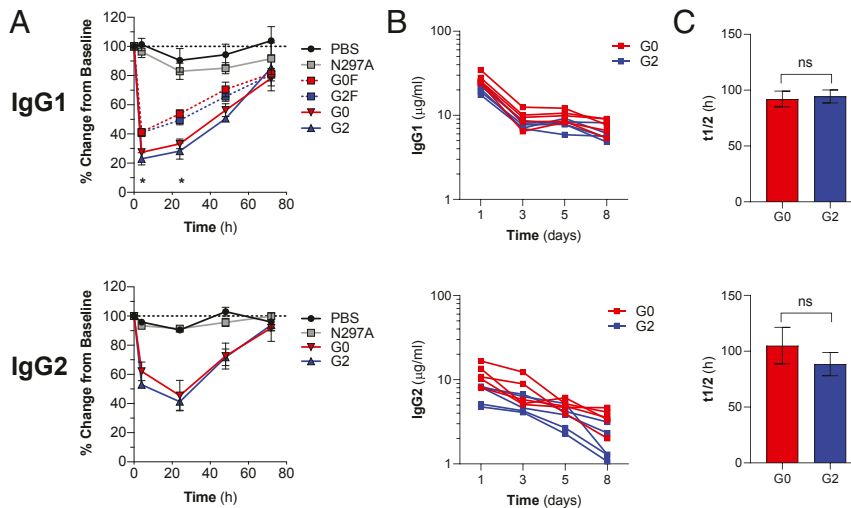 A
B
C
IgG1
% Change from Baseline
120
100
80
60
40
20
0
* *
0 20 40 60 80
Time (h)
PBS
N297A
G0F
G2F
G0
G2
IgG1 (μg/ml)
100
10
1
1 3 5 8
Time (days)
G0
G2
t1/2 (h)
150
100
50
0
ns
G0 G2
IgG2
% Change from Baseline
120
100
80
60
40
20
0
0 20 40 60 80
Time (h)
PBS
N297A
G0
G2
IgG2 (μg/ml)
100
10
1
1 3 5 8
Time (days)
G0
G2
t1/2 (h)
150
100
50
0
ns
G0 G2